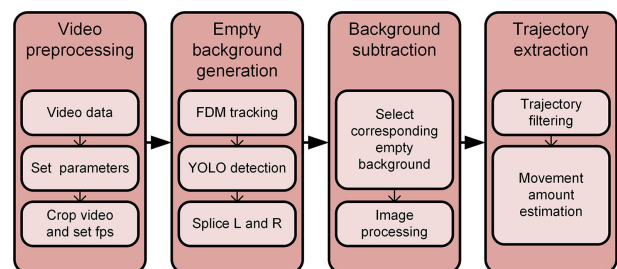 Video
preprocessing
Video data
Set parameters
Crop video
and set fps
Empty
background
generation
FDM tracking
YOLO detection
Splice L and R
Background
subtraction
Select
corresponding
empty
background
Image
processing
Trajectory
extraction
Trajectory
filtering
Movement
amount
estimation